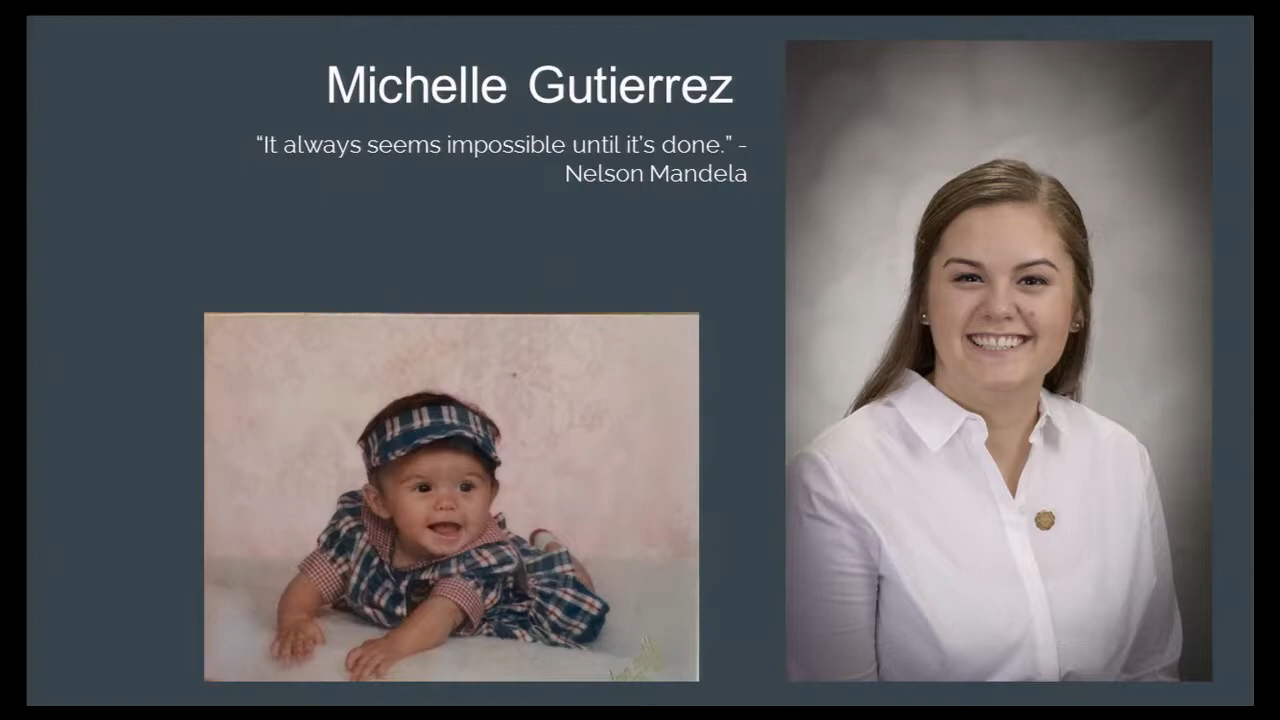 Michelle Gutierrez
“It always seems impossible until it’s done.” -
Nelson Mandela